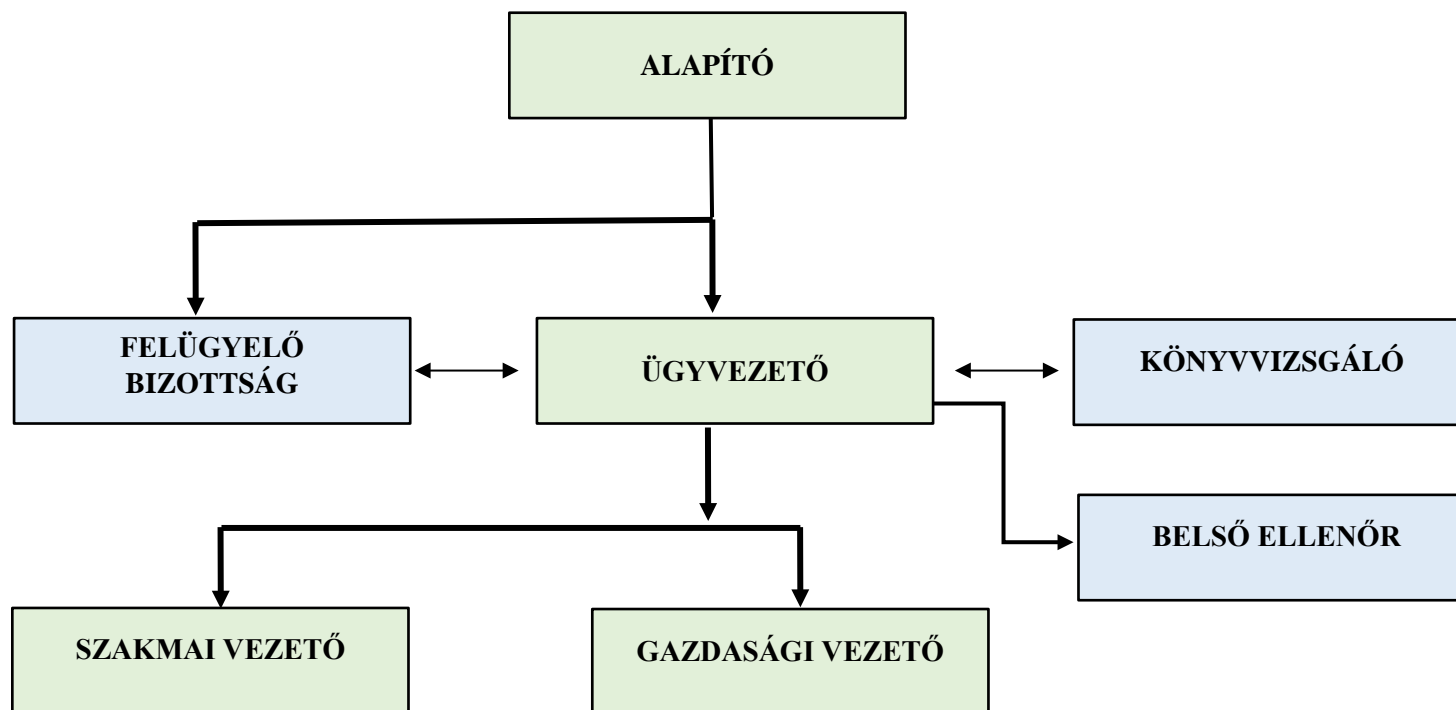 ALAPÍTÓ
FELÜGYELŐ
BIZOTTSÁG
ÜGYVEZETŐ
KÖNYVVIZSGÁLÓ
BELSŐ ELLENŐR
SZAKMAI VEZETŐ
GAZDASÁGI VEZETŐ